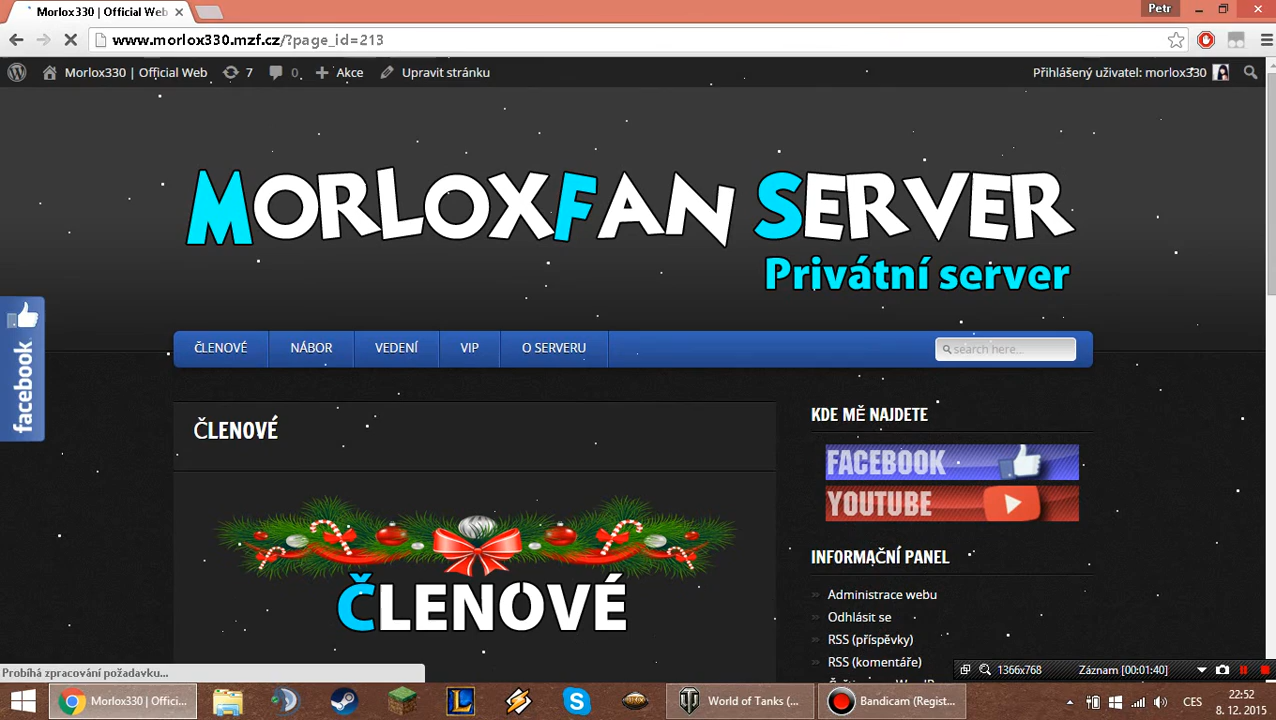 Morlox330 | Official Web
Petr
www.morlox330.mzf.cz/?page_id=213
Morlox330 | Official Web
7
0
Akce
Upravit stránku
Přihlášený uživatel: morlox330
MORLOXFAN SERVER
Privátní server
facebook
ČLENOVÉ
NÁBOR
VEDENÍ
VIP
O SERVERU
search here...
ČLENOVÉ
ČLENOVÉ
KDE MĚ NAJDETE
FACEBOOK
YOUTUBE
INFORMAČNÍ PANEL
Administrace webu
Odhlásit se
RSS (příspěvky)
RSS (komentáře)
Probíhá zpracování požadavku...
1366x768
Záznam [00:01:40]
Morlox330 | Offici...
World of Tanks (...
Bandicam (Regist...
CES
22:52
8. 12. 2015